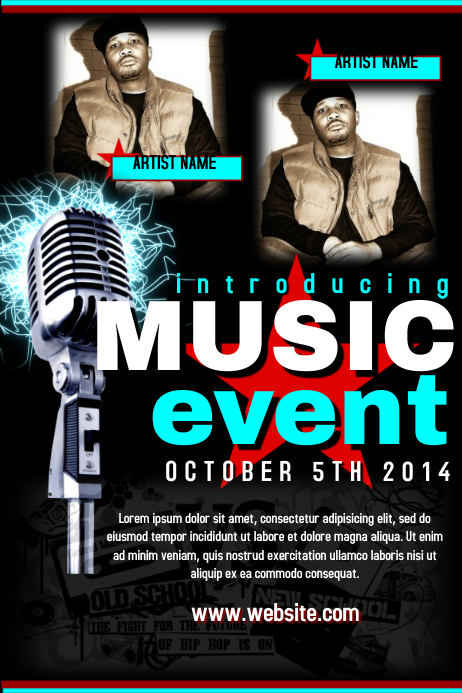 ARTIST NAME
ARTIST NAME
introducing
MUSIC
event
OCTOBER 5TH 2014
Lorem ipsum dolor sit amet, consectetur adipisicing elit, sed do
eiusmod tempor incididunt ut labore et dolore magna aliqua. Ut enim
ad minim veniam, quis nostrud exercitation ullamco laboris nisi ut
aliquip ex ea commodo consequat.
OLD SCHOOL
NEW SCHOOL
www.website.com
THE FIGHT FOR THE FUTURE
OF HIP HOP IS ON